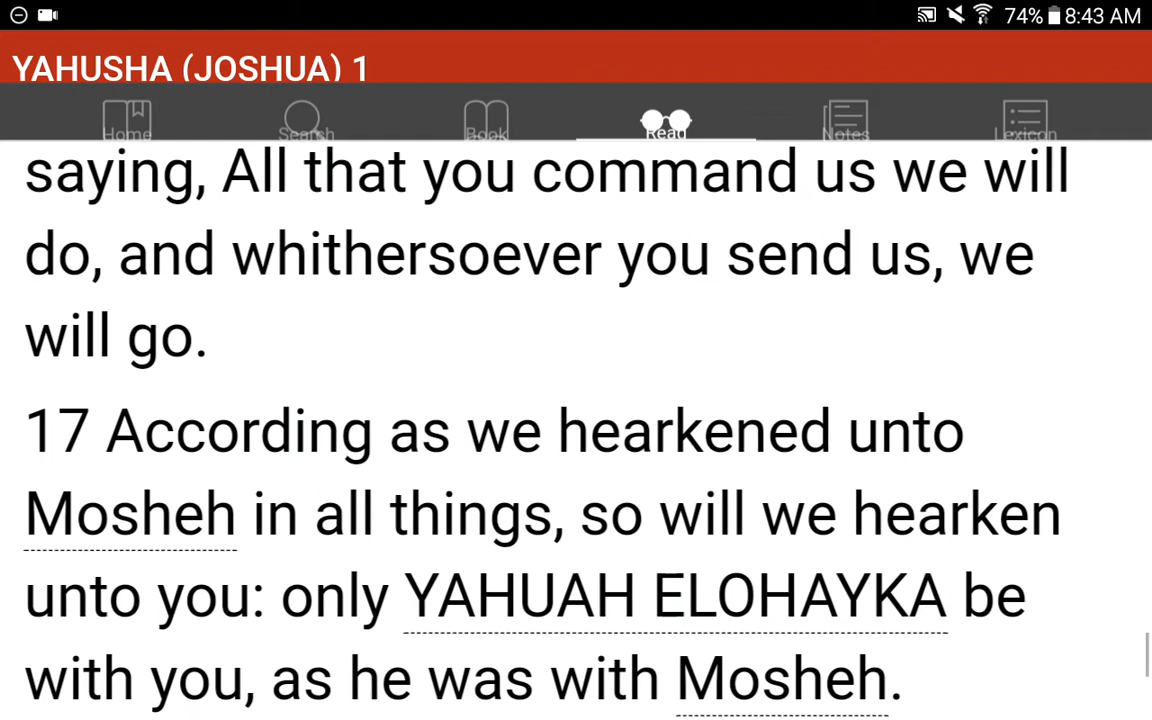 74% 8:43 AM
YAHUSHA (JOSHUA) 1
Home Search Book Read Notes Lexicon
saying, All that you command us we will
do, and whithersoever you send us, we
will go.
17 According as we hearkened unto
Mosheh in all things, so will we hearken
unto you: only YAHUAH ELOHAYKA be
with you, as he was with Mosheh.